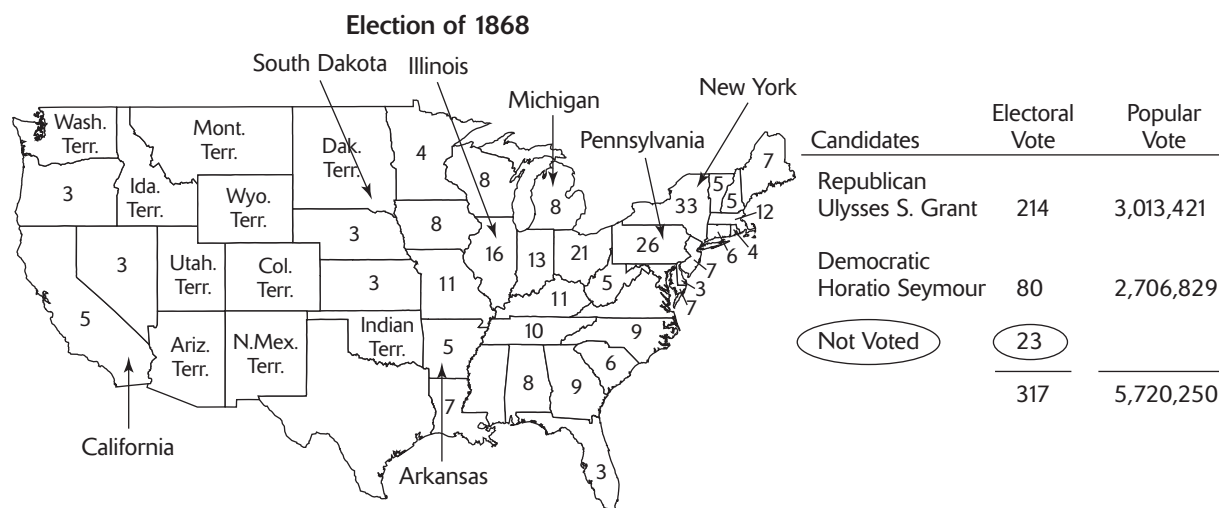 Election of 1868
South Dakota
Illinois
Michigan
New York
Pennsylvania
Wash.
Terr.
Mont.
Terr.
Dak.
Terr.
4
8
8
33
5
5
7
12
3
Ida.
Terr.
Wyo.
Terr.
3
8
16
13
21
26
6
4
7
3
7
3
Utah.
Terr.
Col.
Terr.
3
11
11
5
5
Ariz.
Terr.
N.Mex.
Terr.
Indian
Terr.
5
10
9
6
8
9
7
3
California
Arkansas
Candidates
Electoral
Vote
Popular
Vote
Republican
Ulysses S. Grant 214 3,013,421
Democratic
Horatio Seymour 80 2,706,829
Not Voted 23
317 5,720,250